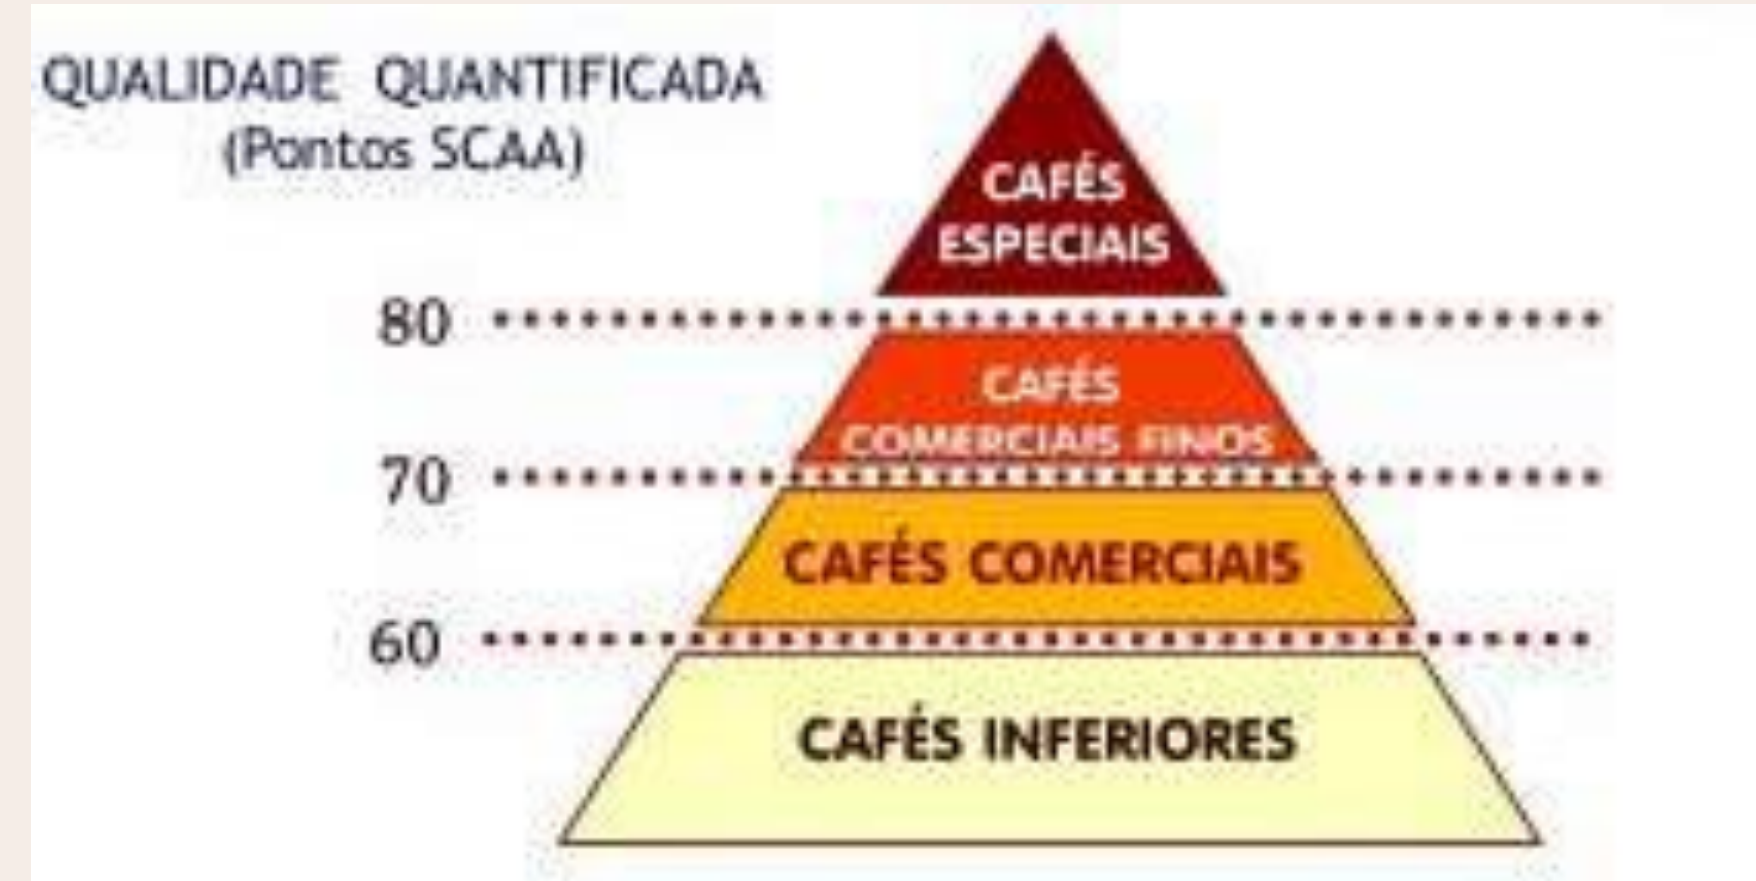 QUALIDADE QUANTIFICADA
(Pontos SCAA)
CAFÉS
ESPECIAIS
80
CAFÉS
COMERCIAIS FINOS
70
CAFÉS COMERCIAIS
60
CAFÉS INFERIORES